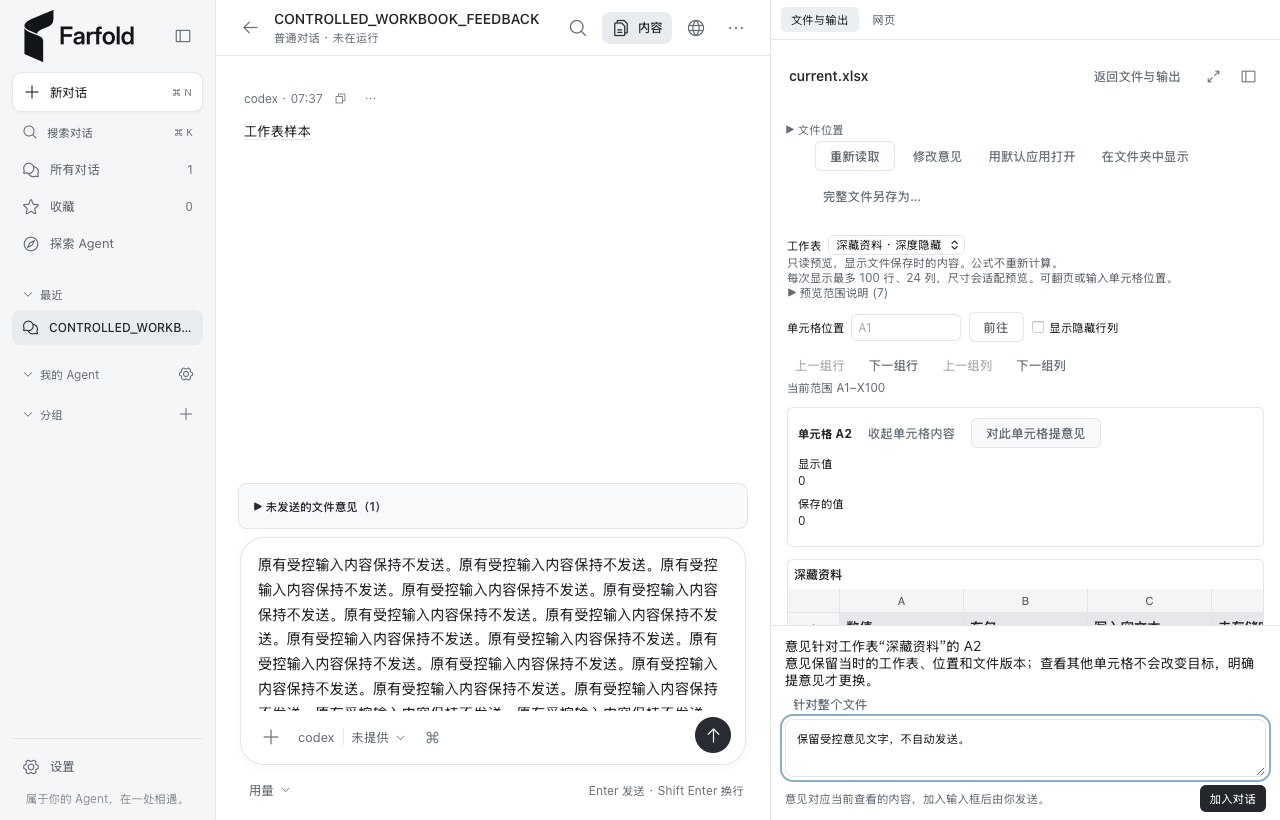 Farfold
新对话 ⌘ N
搜索对话 ⌘ K
所有对话 1
收藏 0
探索 Agent
最近
CONTROLLED_WORKB...
我的 Agent
分组
设置
属于你的 Agent，在一处相遇。
CONTROLLED_WORKBOOK_FEEDBACK
普通对话 · 未在运行
内容
codex · 07:37
工作表样本
未发送的文件意见（1）
原有受控输入内容保持不发送。原有受控输入内容保持不发送。原有受控
输入内容保持不发送。原有受控输入内容保持不发送。原有受控输入内容
保持不发送。原有受控输入内容保持不发送。原有受控输入内容保持不发
送。原有受控输入内容保持不发送。原有受控输入内容保持不发送。原有
受控输入内容保持不发送。原有受控输入内容保持不发送。原有受控输入
内容保持不发送。原有受控输入内容保持不发送。原有受控输入内容保持
codex 未提供 ⌘
用量
Enter 发送 · Shift Enter 换行
文件与输出 网页
current.xlsx 返回文件与输出
文件位置
重新读取 修改意见 用默认应用打开 在文件夹中显示
完整文件另存为...
工作表 深藏资料 · 深度隐藏
只读预览，显示文件保存时的内容。公式不重新计算。
每次显示最多 100 行、24 列，尺寸会适配预览。可翻页或输入单元格位置。
预览范围说明 (7)
单元格位置 A1 前往 显示隐藏行列
上一组行 下一组行 上一组列 下一组列
当前范围 A1–X100
单元格 A2 收起单元格内容 对此单元格提意见
显示值
0
保存的值
0
深藏资料
A B C
意见针对工作表“深藏资料”的 A2
意见保留当时的工作表、位置和文件版本；查看其他单元格不会改变目标，明确
提意见才更换。
针对整个文件
保留受控意见文字，不自动发送。
意见对应当前查看的内容，加入输入框后由你发送。
加入对话